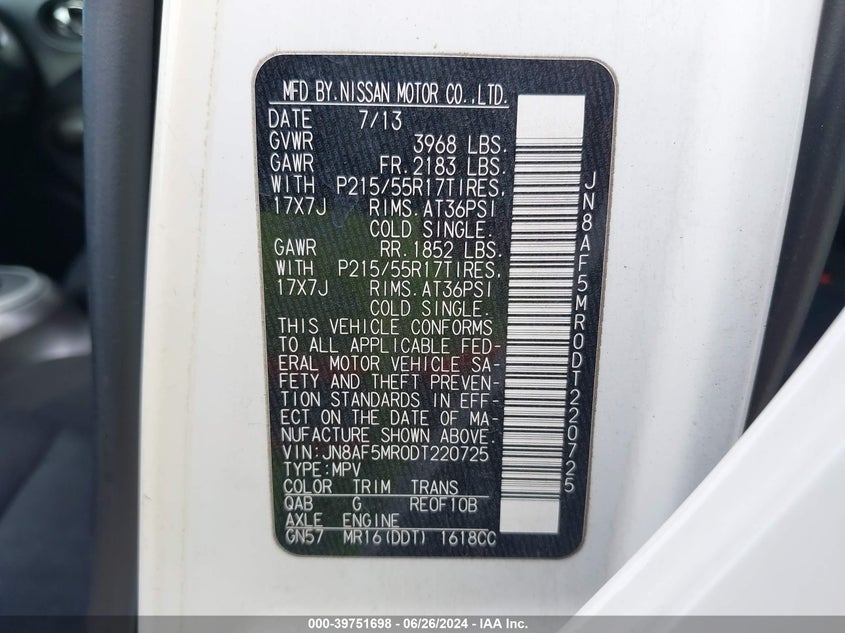 MFD BY.NISSAN MOTOR CO.,LTD.
DATE 7/13
GVWR 3968 LBS.
GAWR FR.2183 LBS.
WITH P215/55R17TIRES.
17X7J RIMS.AT36PSI
COLD SINGLE.
GAWR RR.1852 LBS.
WITH P215/55R17TIRES.
17X7J RIMS.AT36PSI
COLD SINGLE.
THIS VEHICLE CONFORMS
TO ALL APPLICABLE FED-
ERAL MOTOR VEHICLE SA-
FETY AND THEFT PREVEN-
TION STANDARDS IN EFF-
ECT ON THE DATE OF MA-
NUFACTURE SHOWN ABOVE.
VIN:JN8AF5MR0DT220725
TYPE:MPV
COLOR TRIM TRANS
QAB G RE0F10B
AXLE ENGINE
GN57 MR16(DDT) 1618CC
JN8AF5MR0DT220725
000-39751698 - 06/26/2024 - IAA Inc.